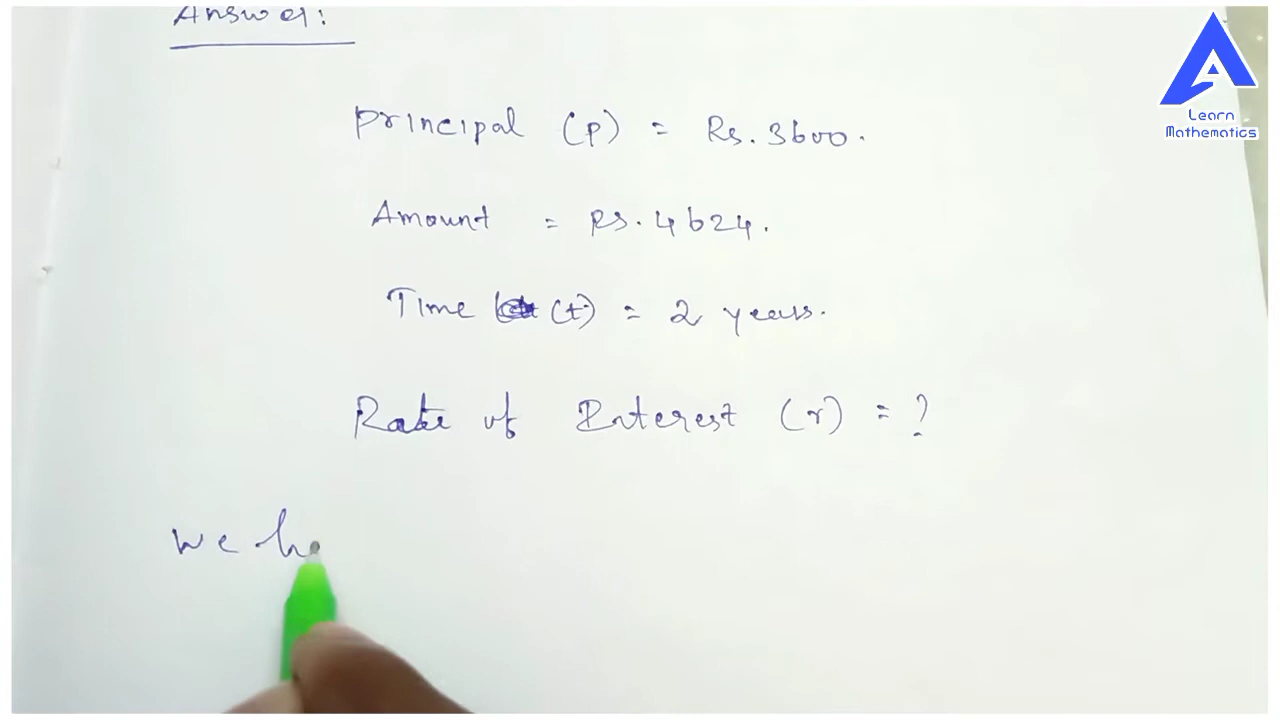 Answer:
Learn
Mathematics
Principal (p) = Rs. 3600.
Amount = Rs. 4624.
Time (t) = 2 years.
Rate of Interest (r) = ?
we h